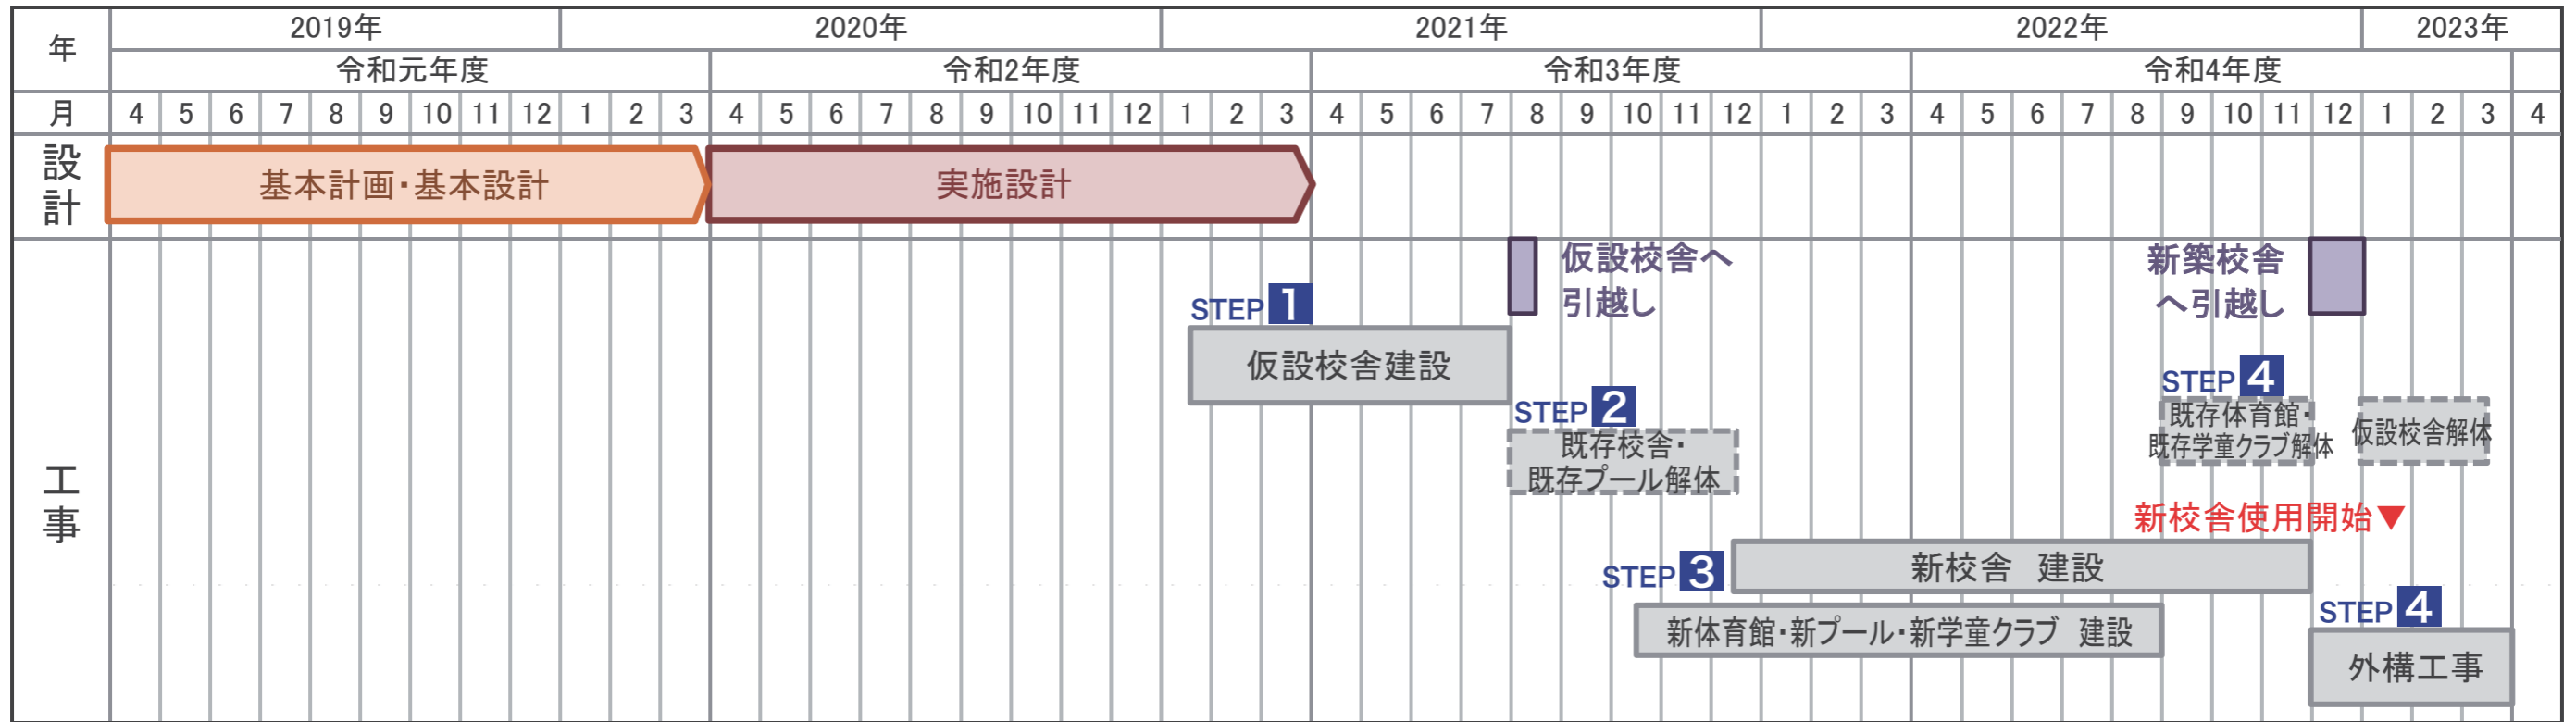 年 2019年 2020年 2021年 2022年 2023年
令和元年度 令和2年度 令和3年度 令和4年度
月 4 5 6 7 8 9 10 11 12 1 2 3 4 5 6 7 8 9 10 11 12 1 2 3 4 5 6 7 8 9 10 11 12 1 2 3 4 5 6 7 8 9 10 11 12 1 2 3 4
設計
基本計画・基本設計 実施設計
工事
仮設校舎へ
引越し
新築校舎
へ引越し
STEP 1
仮設校舎建設
STEP 2
既存校舎・
既存プール解体
STEP 4
既存体育館・
既存学童クラブ解体
仮設校舎解体
新校舎使用開始▼
STEP 3
新校舎 建設
新体育館・新プール・新学童クラブ 建設
STEP 4
外構工事